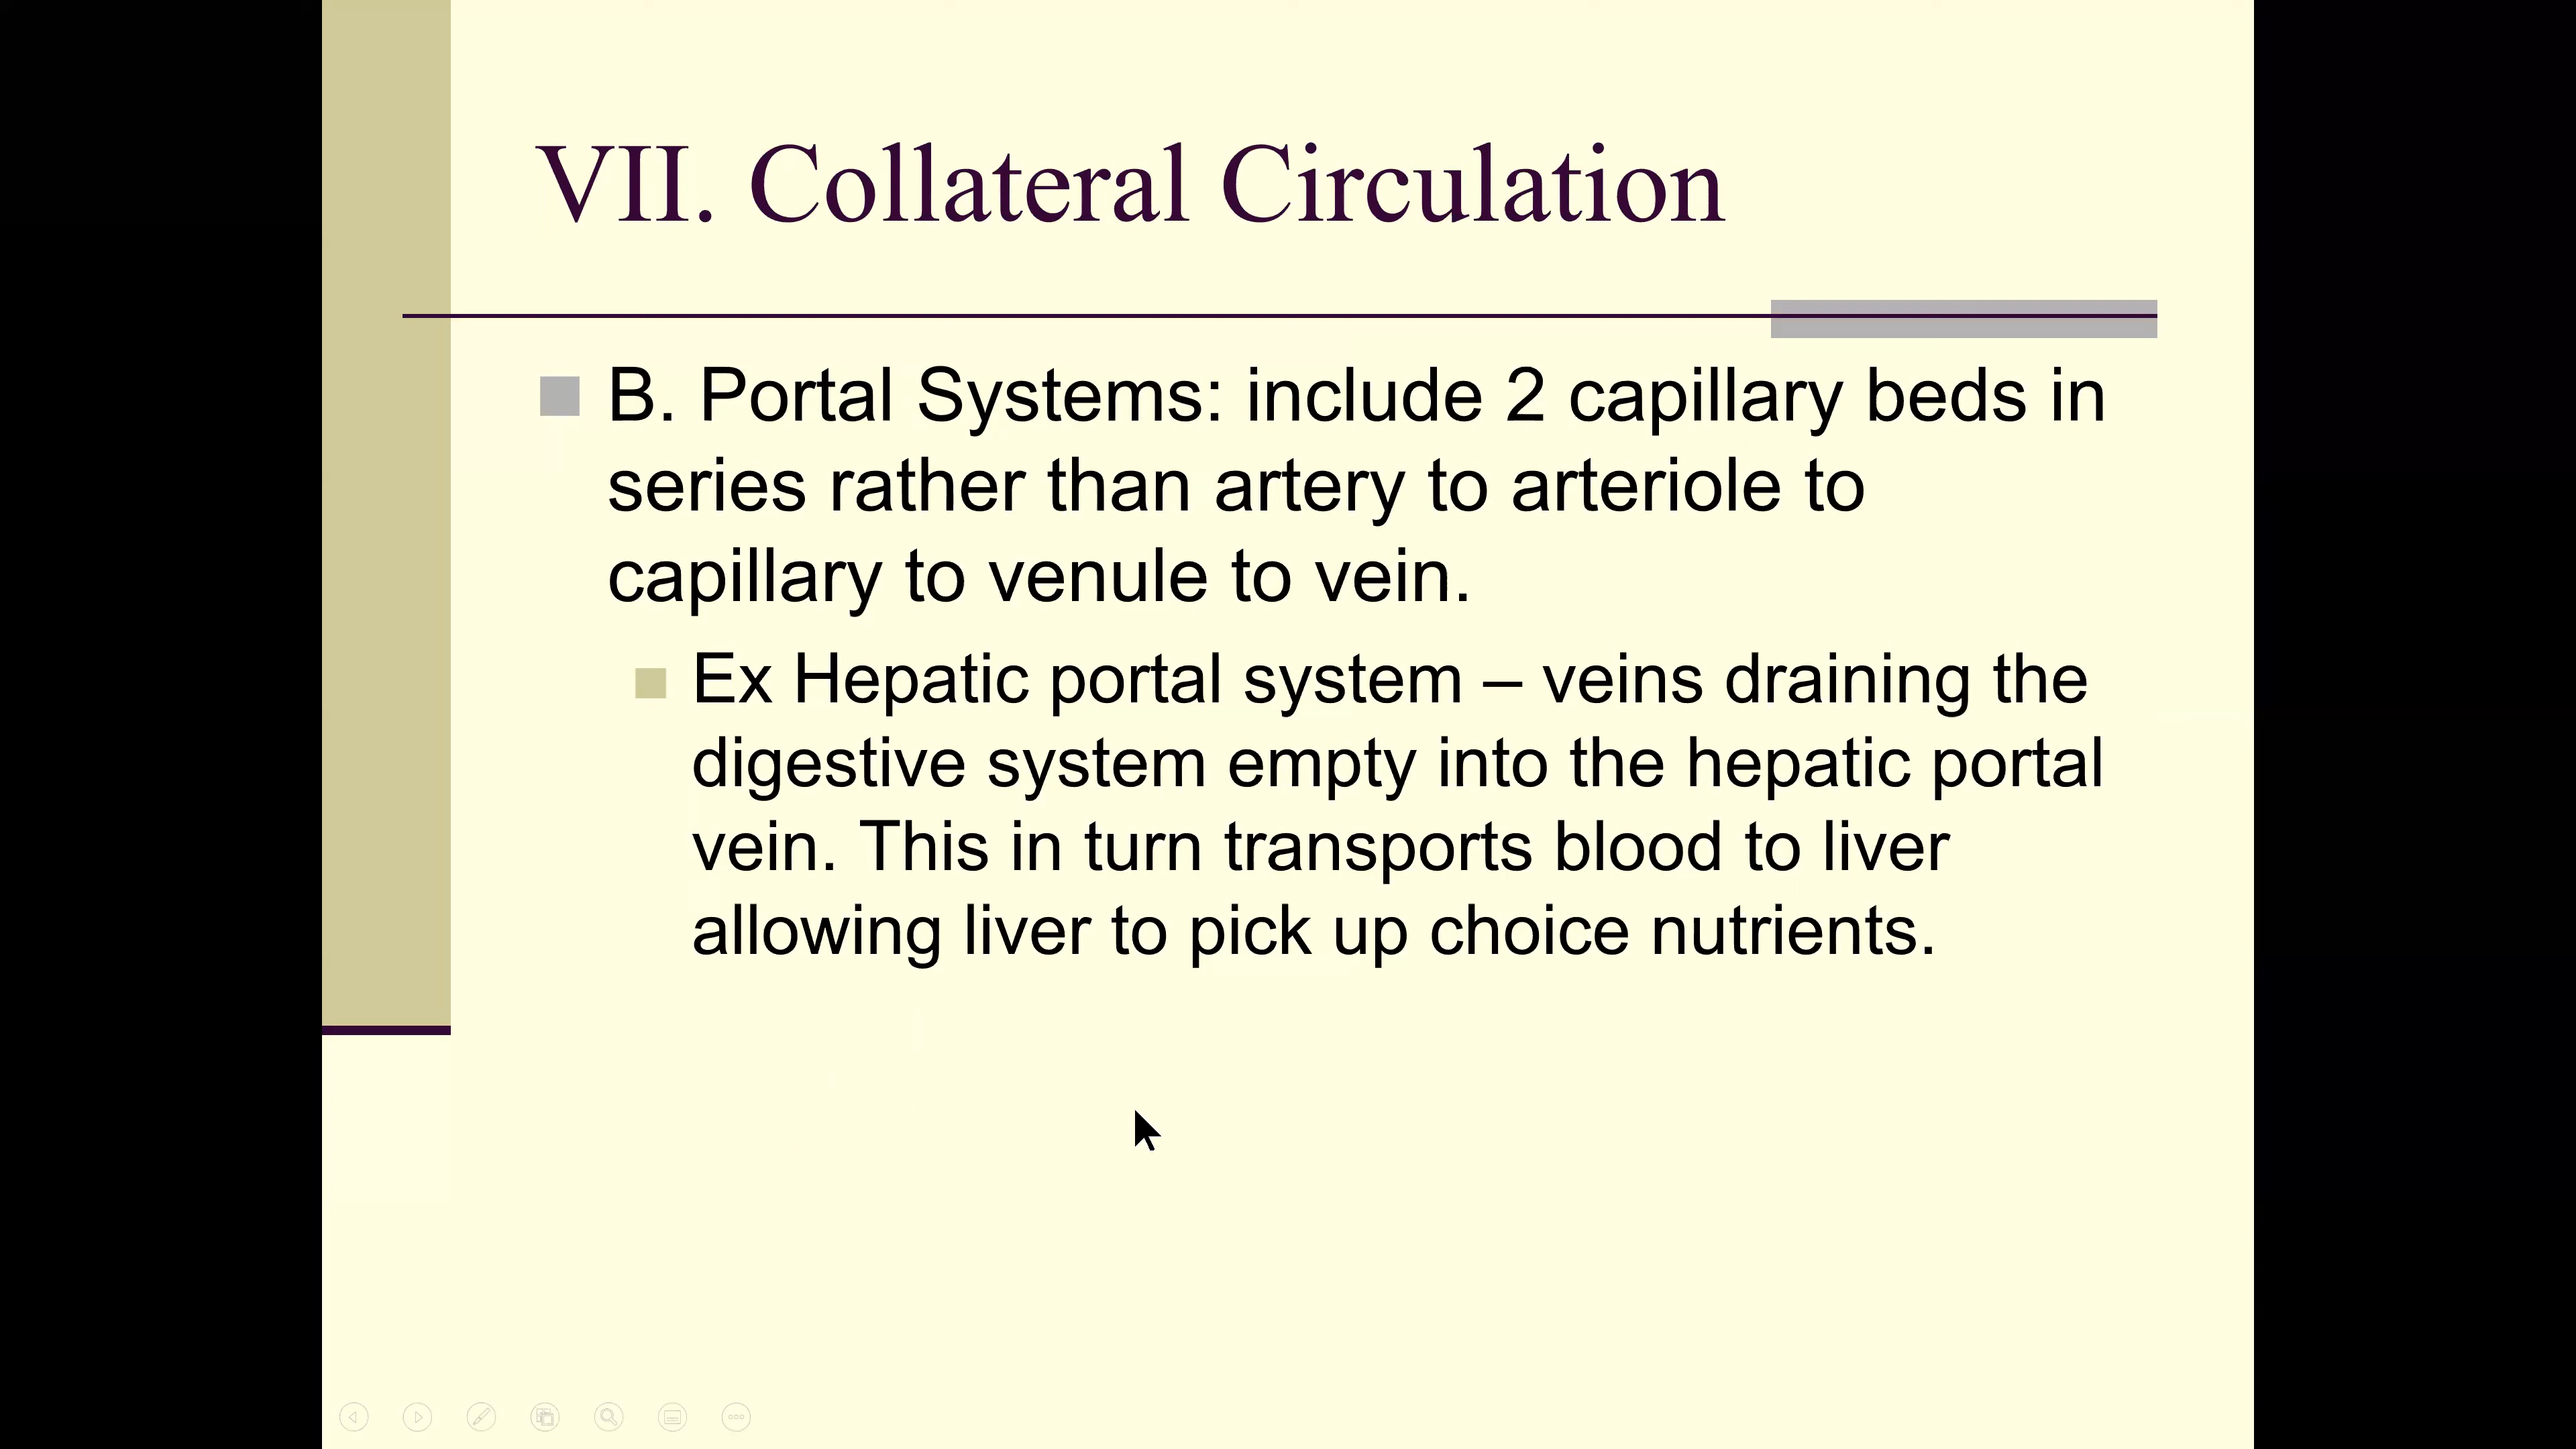 VII. Collateral Circulation
B. Portal Systems: include 2 capillary beds in
series rather than artery to arteriole to
capillary to venule to vein.
Ex Hepatic portal system – veins draining the
digestive system empty into the hepatic portal
vein. This in turn transports blood to liver
allowing liver to pick up choice nutrients.